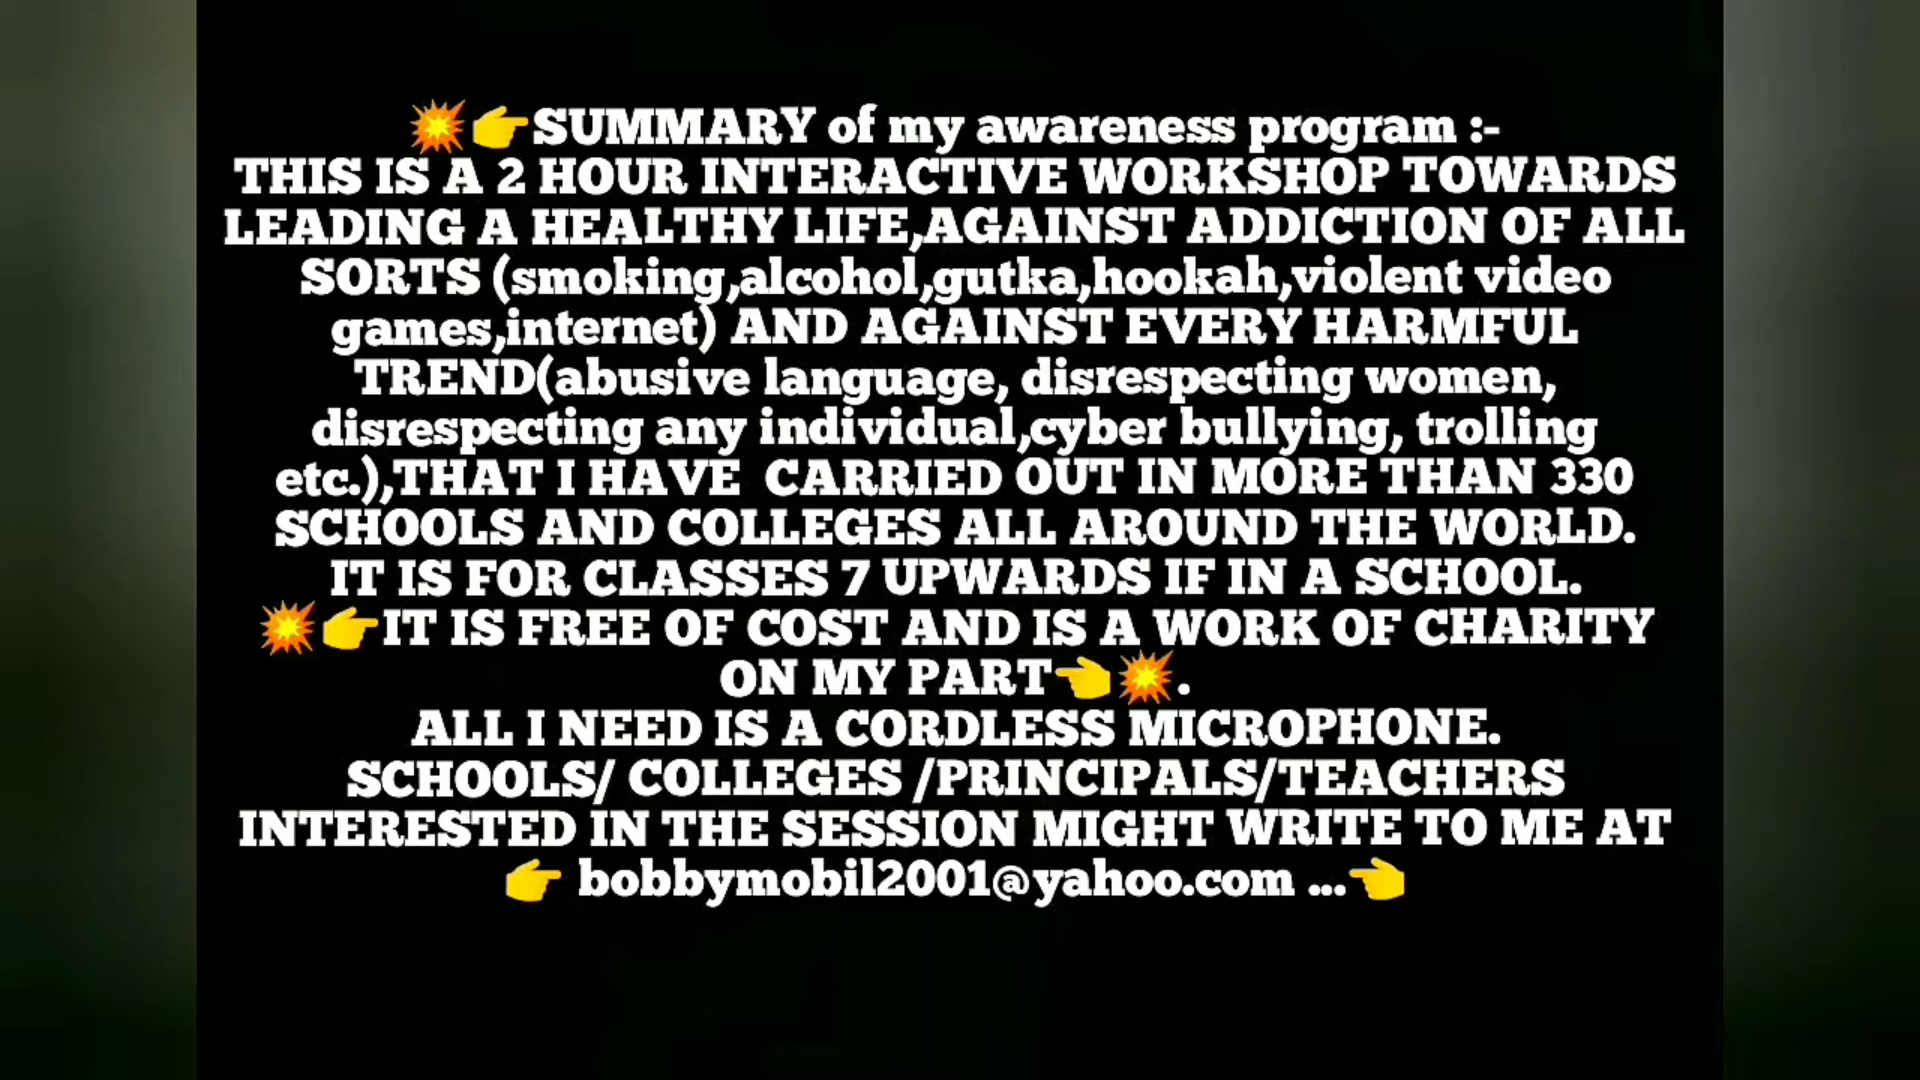 💥👉SUMMARY of my awareness program :-
THIS IS A 2 HOUR INTERACTIVE WORKSHOP TOWARDS
LEADING A HEALTHY LIFE,AGAINST ADDICTION OF ALL
SORTS (smoking,alcohol,gutka,hookah,violent video
games,internet) AND AGAINST EVERY HARMFUL
TREND(abusive language, disrespecting women,
disrespecting any individual,cyber bullying, trolling
etc.),THAT I HAVE  CARRIED OUT IN MORE THAN 330
SCHOOLS AND COLLEGES ALL AROUND THE WORLD.
IT IS FOR CLASSES 7 UPWARDS IF IN A SCHOOL.
💥👉IT IS FREE OF COST AND IS A WORK OF CHARITY
ON MY PART👈💥.
ALL I NEED IS A CORDLESS MICROPHONE.
SCHOOLS/ COLLEGES /PRINCIPALS/TEACHERS
INTERESTED IN THE SESSION MIGHT WRITE TO ME AT
👉 bobbymobil2001@yahoo.com ...👈